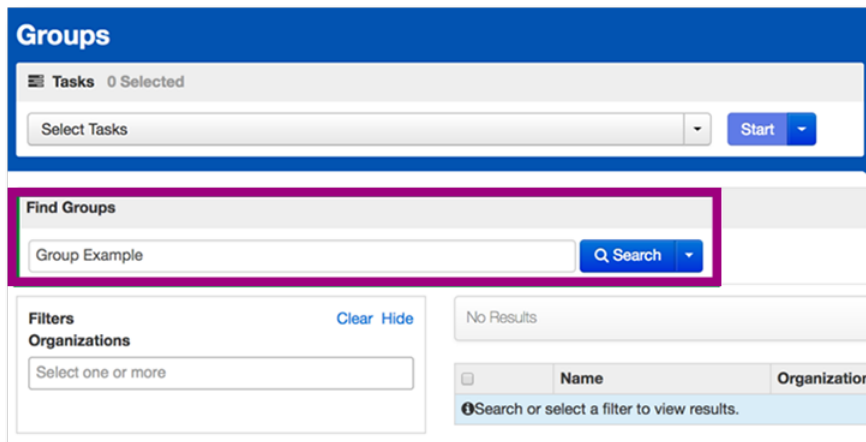 Groups
Tasks 0 Selected
Select Tasks
Start
Find Groups
Group Example
Search
Filters Clear Hide
Organizations
Select one or more
No Results
Name Organization
Search or select a filter to view results.